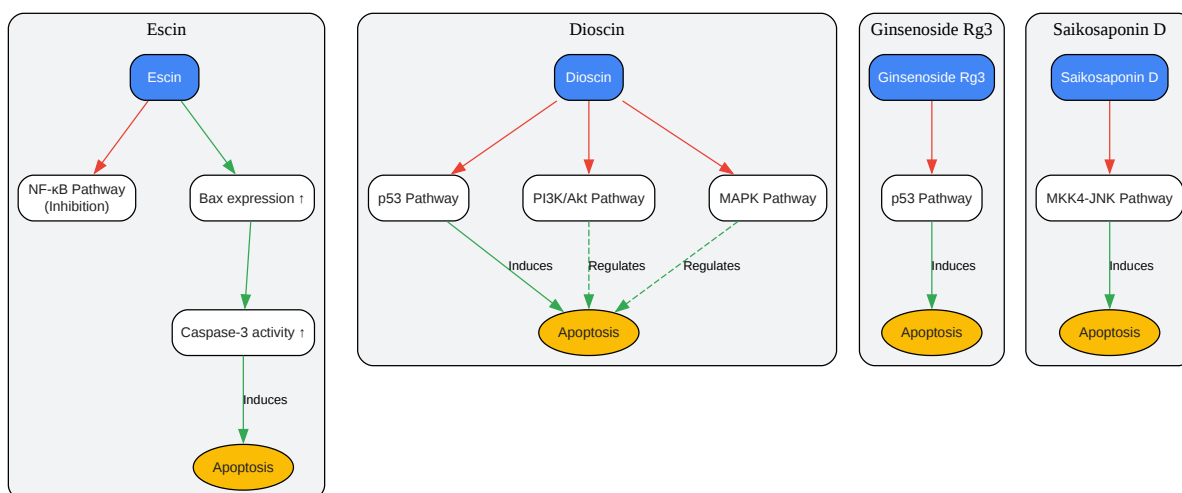 Escin
Escin
NF-κB Pathway
(Inhibition)
Bax expression ↑
Caspase-3 activity ↑
Induces
Apoptosis
Dioscin
Dioscin
p53 Pathway
PI3K/Akt Pathway
MAPK Pathway
Induces
Regulates
Regulates
Apoptosis
Ginsenoside Rg3
Ginsenoside Rg3
p53 Pathway
Induces
Apoptosis
Saikosaponin D
Saikosaponin D
MKK4-JNK Pathway
Induces
Apoptosis